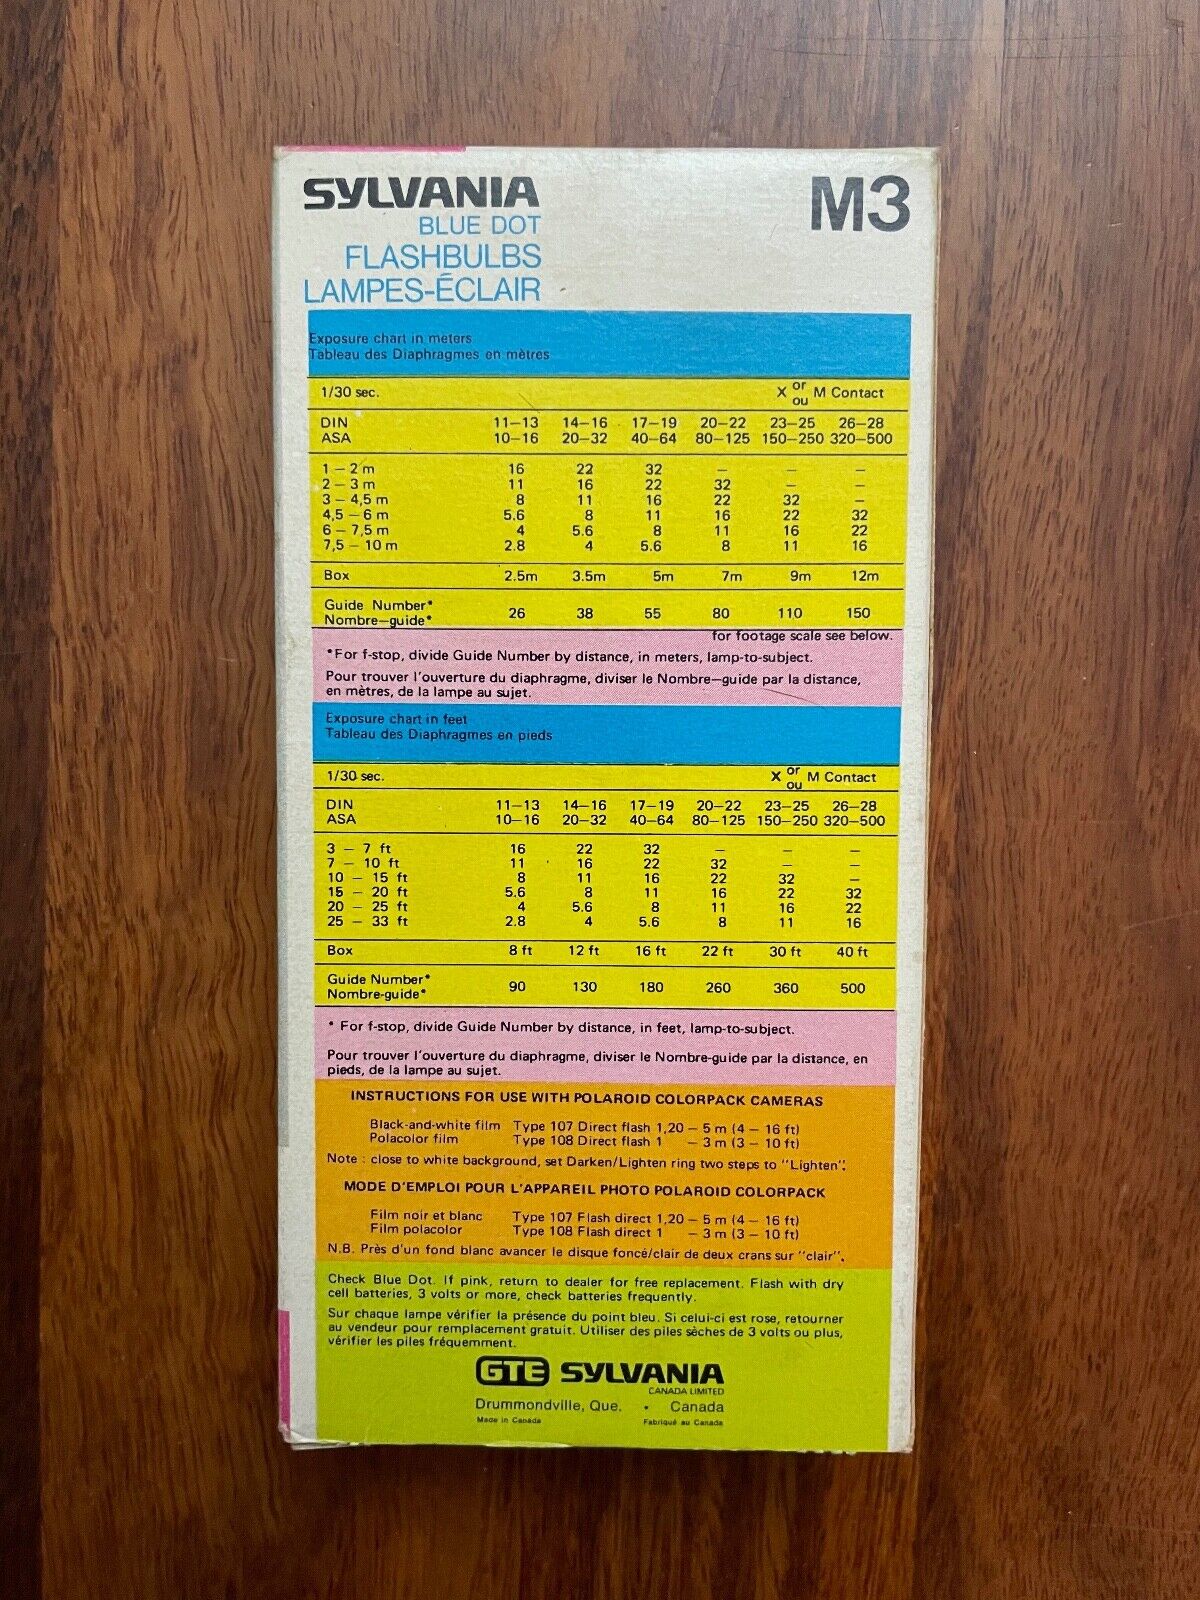 SYLVANIA M3
BLUE DOT
FLASHBULBS
LAMPES-ÉCLAIR
Exposure chart in meters
Tableau des Diaphragmes en mètres
1/30 sec. X or ou M Contact
DIN 11–13 14–16 17–19 20–22 23–25 26–28
ASA 10–16 20–32 40–64 80–125 150–250 320–500
1 – 2 m 16 22 32 – – –
2 – 3 m 11 16 22 32 – –
3 – 4,5 m 8 11 16 22 32 –
4,5 – 6 m 5.6 8 11 16 22 32
6 – 7,5 m 4 5.6 8 11 16 22
7,5 – 10 m 2.8 4 5.6 8 11 16
Box 2.5m 3.5m 5m 7m 9m 12m
Guide Number*
Nombre–guide* 26 38 55 80 110 150
for footage scale see below.
*For f-stop, divide Guide Number by distance, in meters, lamp-to-subject.
Pour trouver l'ouverture du diaphragme, diviser le Nombre–guide par la distance,
en mètres, de la lampe au sujet.
Exposure chart in feet
Tableau des Diaphragmes en pieds
1/30 sec. X or ou M Contact
DIN 11–13 14–16 17–19 20–22 23–25 26–28
ASA 10–16 20–32 40–64 80–125 150–250 320–500
3 – 7 ft 16 22 32 – – –
7 – 10 ft 11 16 22 32 – –
10 – 15 ft 8 11 16 22 32 –
15 – 20 ft 5.6 8 11 16 22 32
20 – 25 ft 4 5.6 8 11 16 22
25 – 33 ft 2.8 4 5.6 8 11 16
Box 8 ft 12 ft 16 ft 22 ft 30 ft 40 ft
Guide Number*
Nombre-guide* 90 130 180 260 360 500
* For f-stop, divide Guide Number by distance, in feet, lamp-to-subject.
Pour trouver l'ouverture du diaphragme, diviser le Nombre-guide par la distance, en
pieds, de la lampe au sujet.
INSTRUCTIONS FOR USE WITH POLAROID COLORPACK CAMERAS
Black-and-white film Type 107 Direct flash 1,20 – 5 m (4 – 16 ft)
Polacolor film Type 108 Direct flash 1 – 3 m (3 – 10 ft)
Note : close to white background, set Darken/Lighten ring two steps to "Lighten".
MODE D'EMPLOI POUR L'APPAREIL PHOTO POLAROID COLORPACK
Film noir et blanc Type 107 Flash direct 1,20 – 5 m (4 – 16 ft)
Film polacolor Type 108 Flash direct 1 – 3 m (3 – 10 ft)
N.B. Près d'un fond blanc avancer le disque foncé/clair de deux crans sur "clair".
Check Blue Dot. If pink, return to dealer for free replacement. Flash with dry
cell batteries, 3 volts or more, check batteries frequently.
Sur chaque lampe vérifier la présence du point bleu. Si celui-ci est rose, retourner
au vendeur pour remplacement gratuit. Utiliser des piles sèches de 3 volts ou plus,
vérifier les piles fréquemment.
GTE SYLVANIA
CANADA LIMITED
Drummondville, Que. • Canada
Made in Canada Fabriqué au Canada